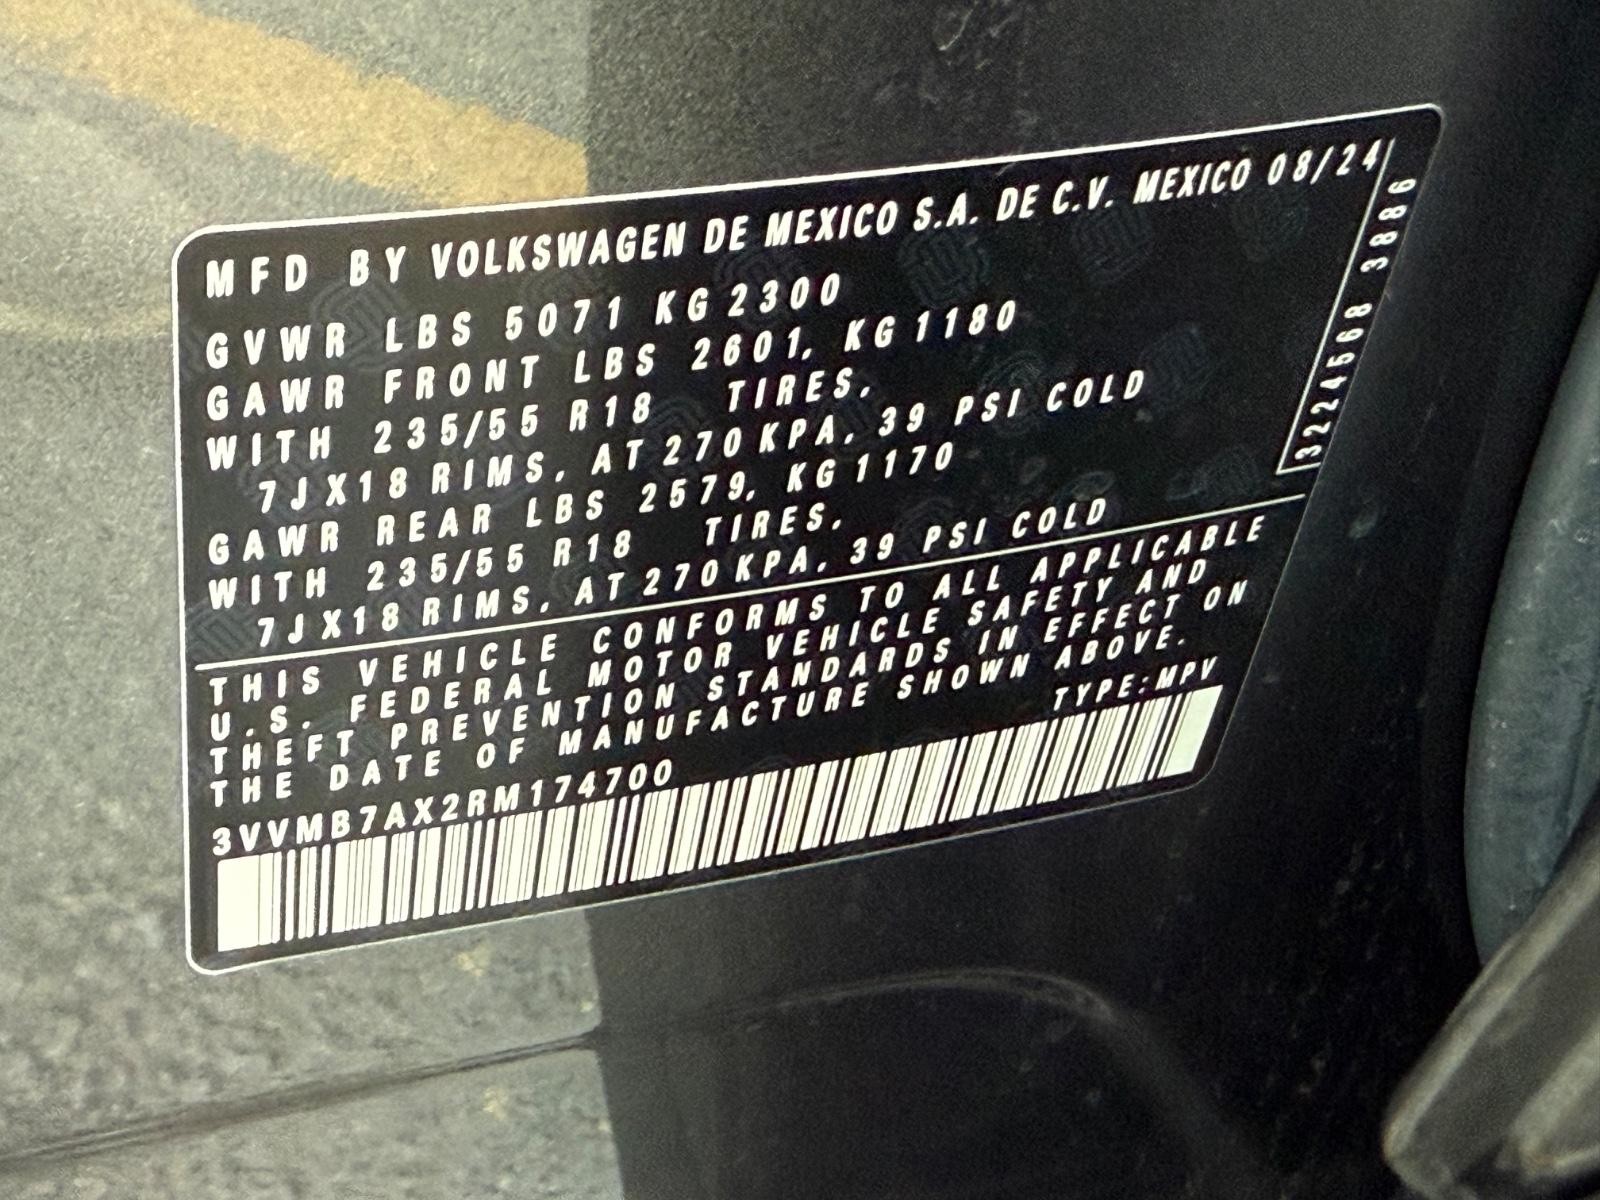 MFD BY VOLKSWAGEN DE MEXICO S.A. DE C.V. MEXICO 08/24
GVWR LBS 5071 KG 2300
GAWR FRONT LBS 2601, KG 1180
WITH 235/55 R18 TIRES,
7JX18 RIMS, AT 270 KPA, 39 PSI COLD
GAWR REAR LBS 2579, KG 1170
WITH 235/55 R18 TIRES,
7JX18 RIMS, AT 270 KPA, 39 PSI COLD
THIS VEHICLE CONFORMS TO ALL APPLICABLE
U.S. FEDERAL MOTOR VEHICLE SAFETY AND
THEFT PREVENTION STANDARDS IN EFFECT ON
THE DATE OF MANUFACTURE SHOWN ABOVE.
3VVMB7AX2RM174700 TYPE:MPV
3224568 3886